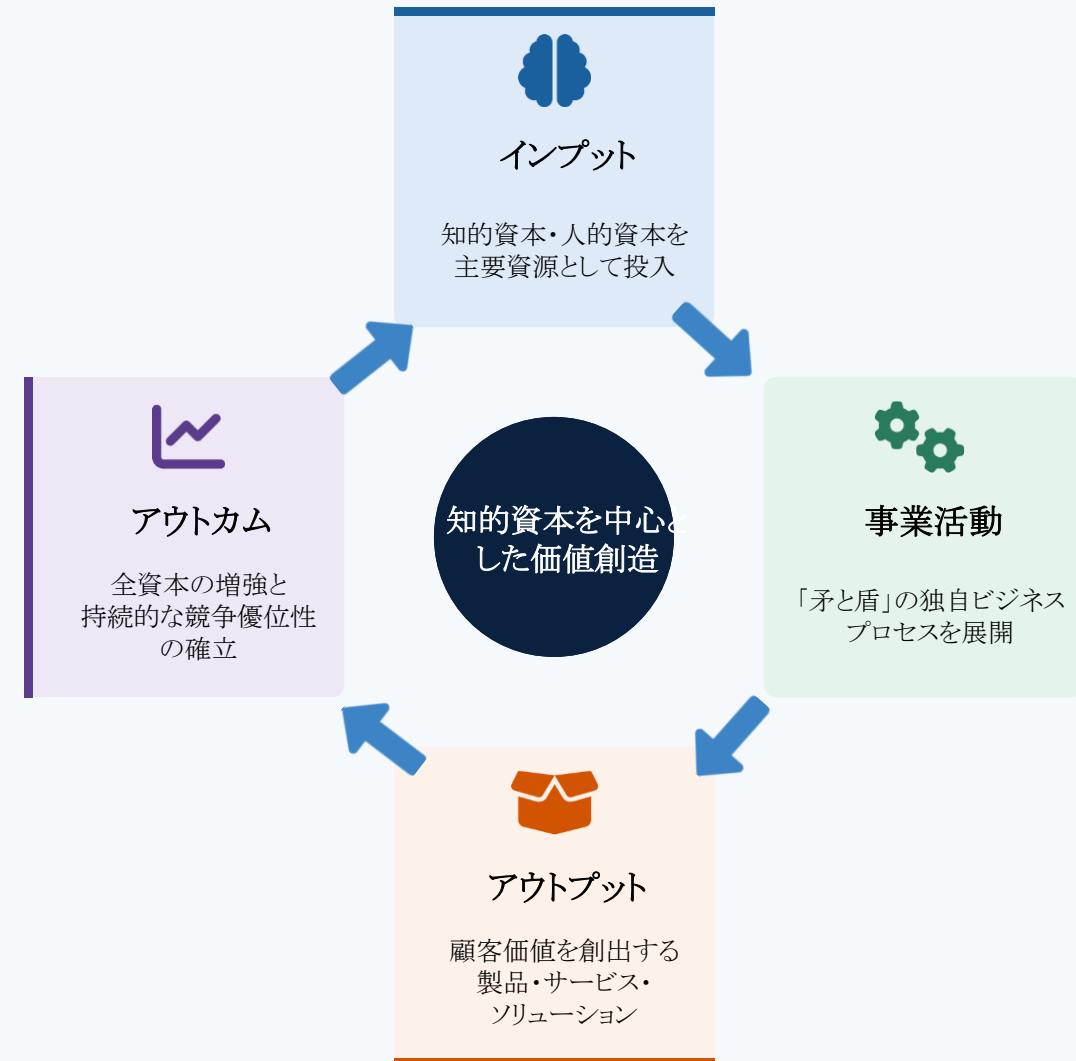 インプット
知的資本・人的資本を
主要資源として投入
アウトカム
全資本の増強と
持続的な競争優位性
の確立
知的資本を中心と
した価値創造
事業活動
「矛と盾」の独自ビジネス
プロセスを展開
アウトプット
顧客価値を創出する
製品・サービス・
ソリューション